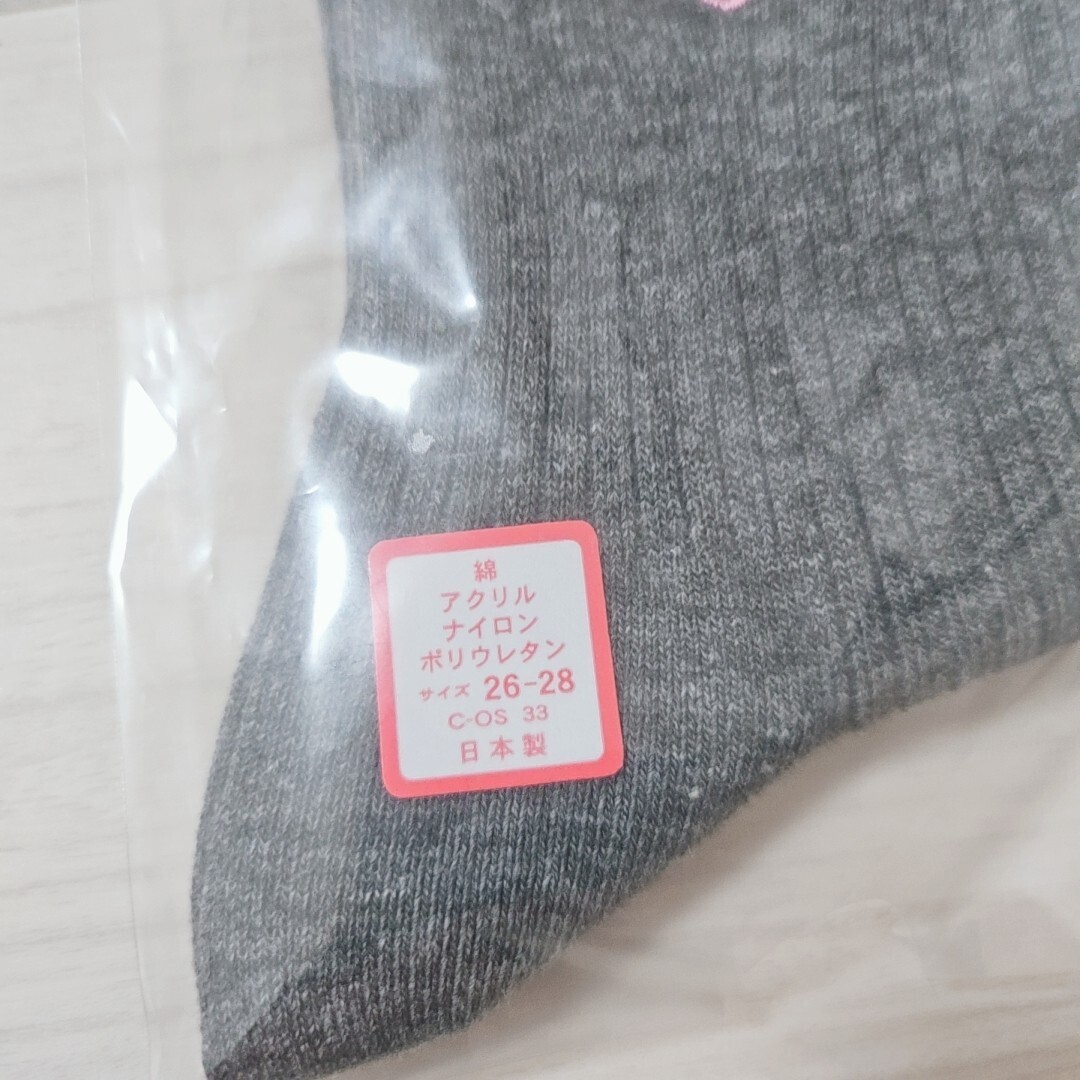 綿
アクリル
ナイロン
ポリウレタン
サイズ 26-28
C-OS 33
日本製